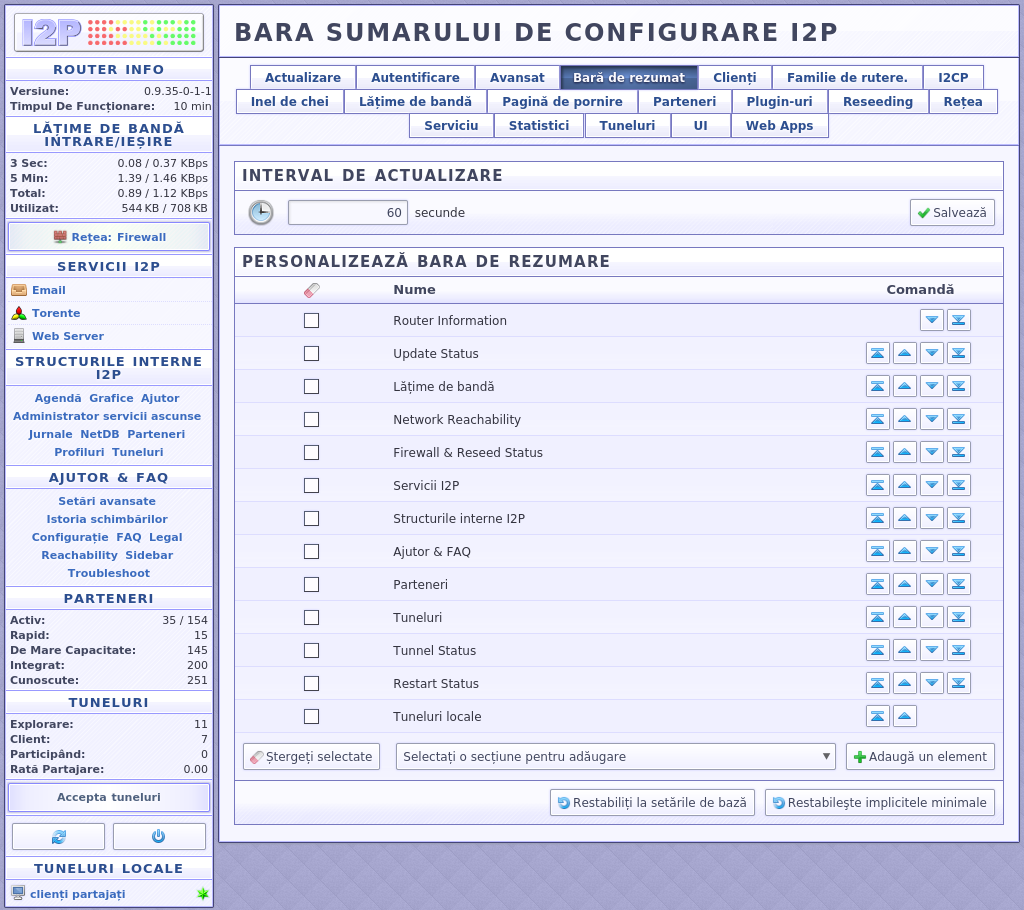 I2P
ROUTER INFO
Versiune: 0.9.35-0-1-1
Timpul De Funcționare: 10 min
LĂȚIME DE BANDĂ
INTRARE/IEȘIRE
3 Sec: 0.08 / 0.37 KBps
5 Min: 1.39 / 1.46 KBps
Total: 0.89 / 1.12 KBps
Utilizat: 544 KB / 708 KB
Rețea: Firewall
SERVICII I2P
Email
Torente
Web Server
STRUCTURILE INTERNE
I2P
Agendă Grafice Ajutor
Administrator servicii ascunse
Jurnale NetDB Parteneri
Profiluri Tuneluri
AJUTOR & FAQ
Setări avansate
Istoria schimbărilor
Configurație FAQ Legal
Reachability Sidebar
Troubleshoot
PARTENERI
Activ: 35 / 154
Rapid: 15
De Mare Capacitate: 145
Integrat: 200
Cunoscute: 251
TUNELURI
Explorare: 11
Client: 7
Participând: 0
Rată Partajare: 0.00
Accepta tuneluri
TUNELURI LOCALE
clienți partajați
BARA SUMARULUI DE CONFIGURARE I2P
Actualizare Autentificare Avansat Bară de rezumat Clienți Familie de rutere. I2CP
Inel de chei Lățime de bandă Pagină de pornire Parteneri Plugin-uri Reseeding Rețea
Serviciu Statistici Tuneluri UI Web Apps
INTERVAL DE ACTUALIZARE
60 secunde Salvează
PERSONALIZEAZĂ BARA DE REZUMARE
Nume Comandă
Router Information
Update Status
Lățime de bandă
Network Reachability
Firewall & Reseed Status
Servicii I2P
Structurile interne I2P
Ajutor & FAQ
Parteneri
Tuneluri
Tunnel Status
Restart Status
Tuneluri locale
Ștergeți selectate Selectați o secțiune pentru adăugare Adaugă un element
Restabiliți la setările de bază Restabilește implicitele minimale